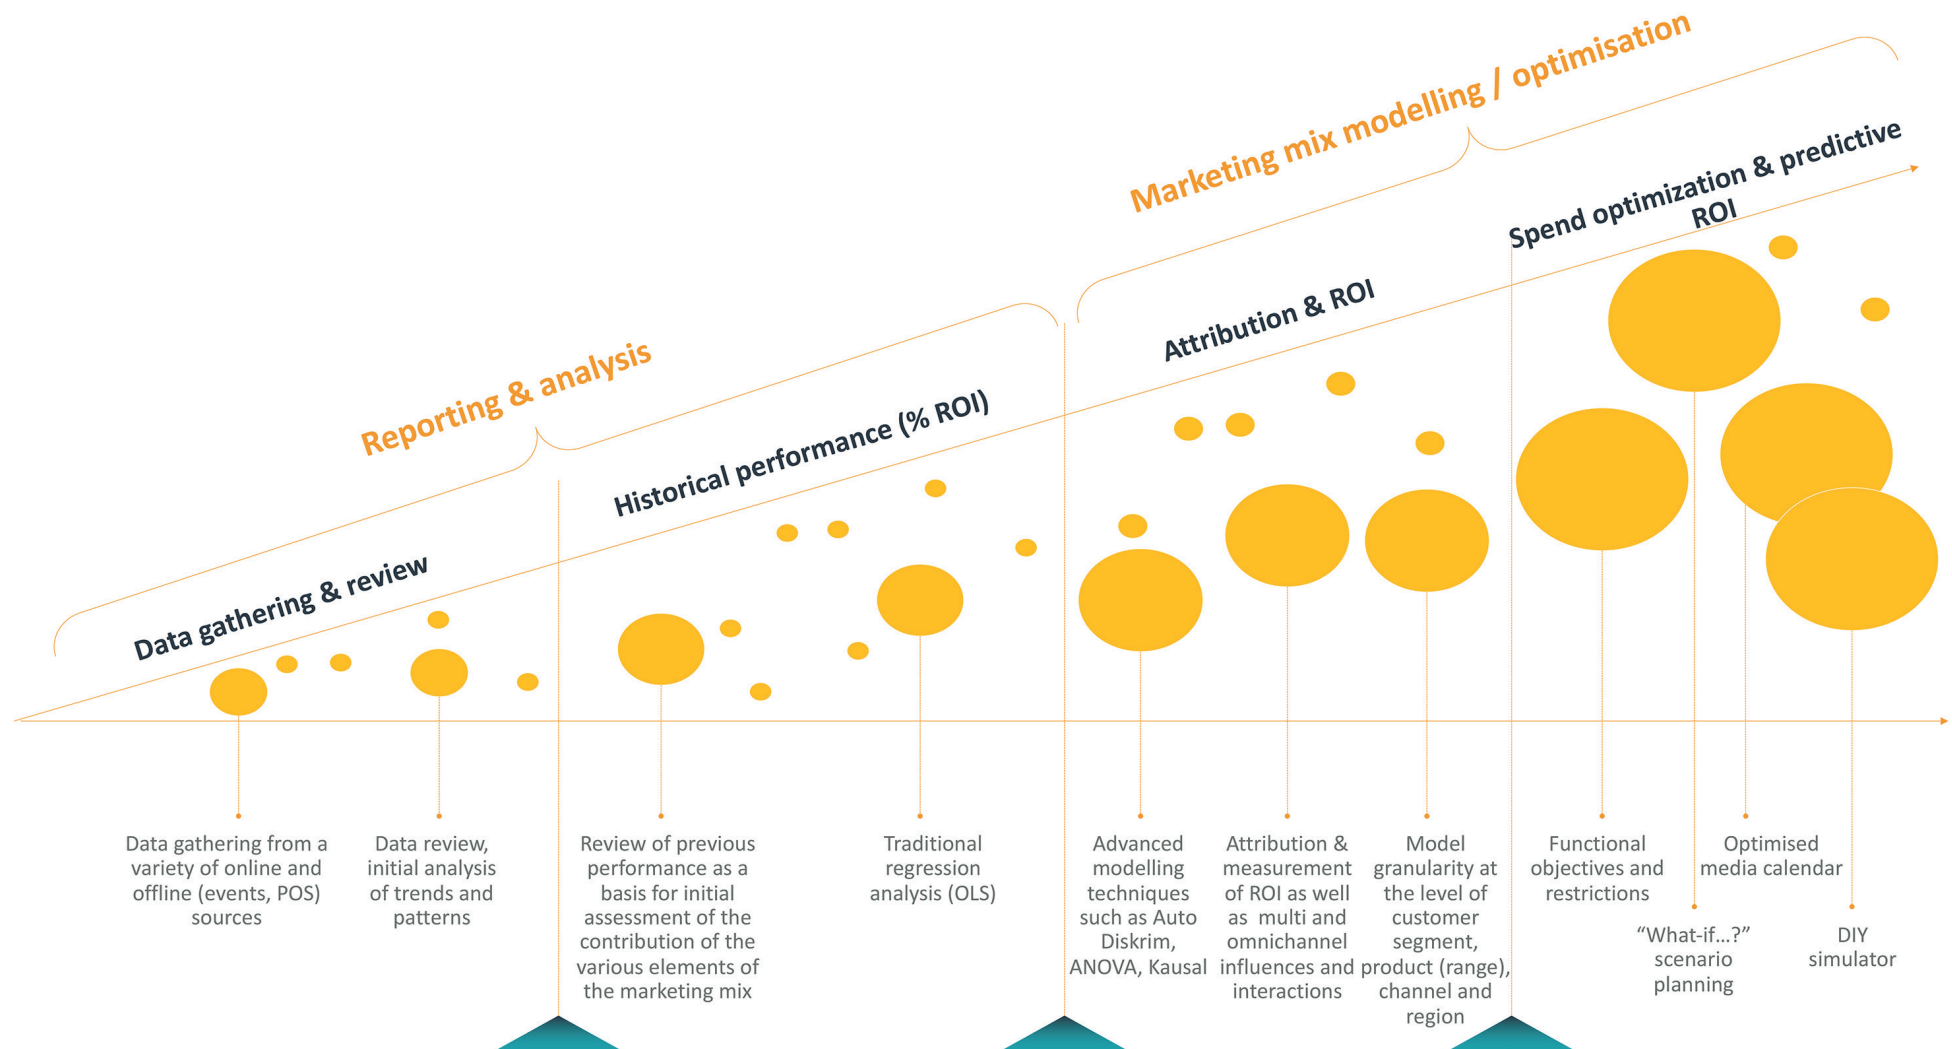 Marketing mix modelling / optimisation
Spend optimization & predictive
ROI
Attribution & ROI
Reporting & analysis
Historical performance (% ROI)
Data gathering & review
Data gathering from a
variety of online and
offline (events, POS)
sources
Data review,
initial analysis
of trends and
patterns
Review of previous
performance as a
basis for initial
assessment of the
contribution of the
various elements of
the marketing mix
Traditional
regression
analysis (OLS)
Advanced
modelling
techniques
such as Auto
Diskrim,
ANOVA, Kausal
Attribution &
measurement
of ROI as well
as multi and
omnichannel
influences and
interactions
Model
granularity at
the level of
customer
segment,
product (range),
channel and
region
Functional
objectives and
restrictions
"What-if...?"
scenario
planning
Optimised
media calendar
DIY
simulator